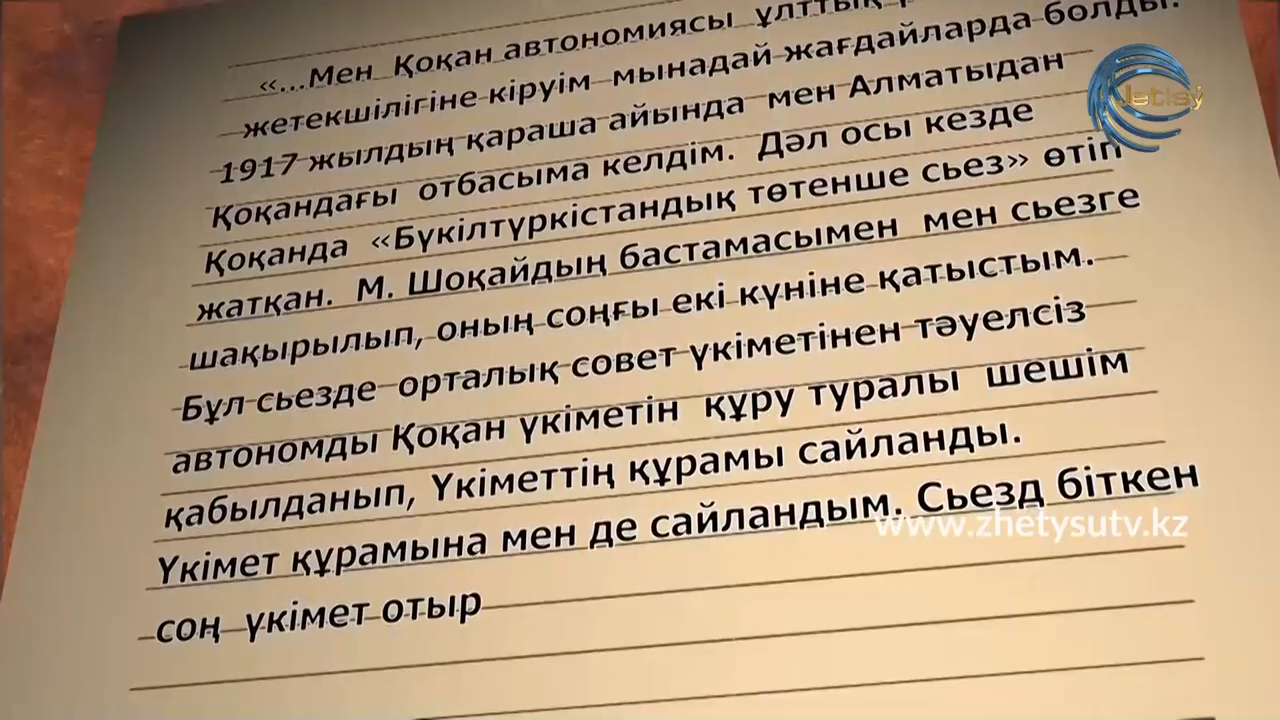 «...Мен Қоқан автономиясы ұлттық
жетекшілігіне кіруім мынадай жағдайларда болды.
1917 жылдың қараша айында мен Алматыдан
Қоқандағы отбасыма келдім. Дәл осы кезде
Қоқанда «Бүкілтүркістандық төтенше сьез» өтіп
жатқан. М. Шоқайдың бастамасымен мен сьезге
шақырылып, оның соңғы екі күніне қатыстым.
Бұл сьезде орталық совет үкіметінен тәуелсіз
автономды Қоқан үкіметін құру туралы шешім
қабылданып, Үкіметтің құрамы сайланды.
Үкімет құрамына мен де сайландым. Сьезд біткен
соң үкімет отыр
Jetisý
www.zhetysutv.kz